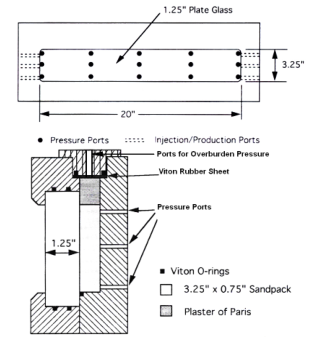 1.25" Plate Glass
3.25"
20"
Pressure Ports
Injection/Production Ports
Ports for Overburden Pressure
Viton Rubber Sheet
Pressure Ports
1.25"
Viton O-rings
3.25" x 0.75" Sandpack
Plaster of Paris